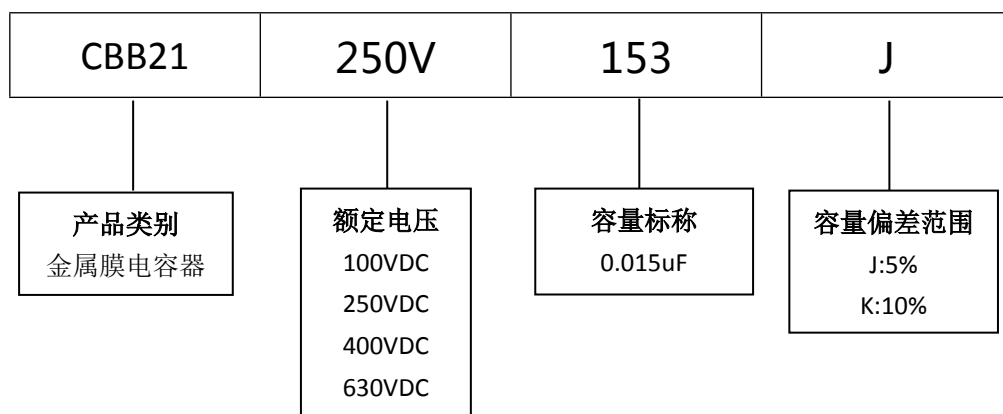 CBB21 250V 153 J
产品类别
金属膜电容器
额定电压
100VDC
250VDC
400VDC
630VDC
容量标称
0.015uF
容量偏差范围
J:5%
K:10%